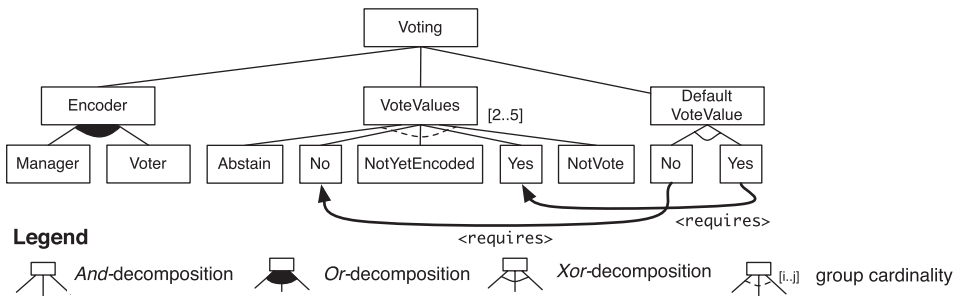 Voting
Encoder
VoteValues
[2..5]
Default
VoteValue
Manager
Voter
Abstain
No
NotYetEncoded
Yes
NotVote
No
Yes
<requires>
<requires>
Legend
And-decomposition
Or-decomposition
Xor-decomposition
[i..j]
group cardinality